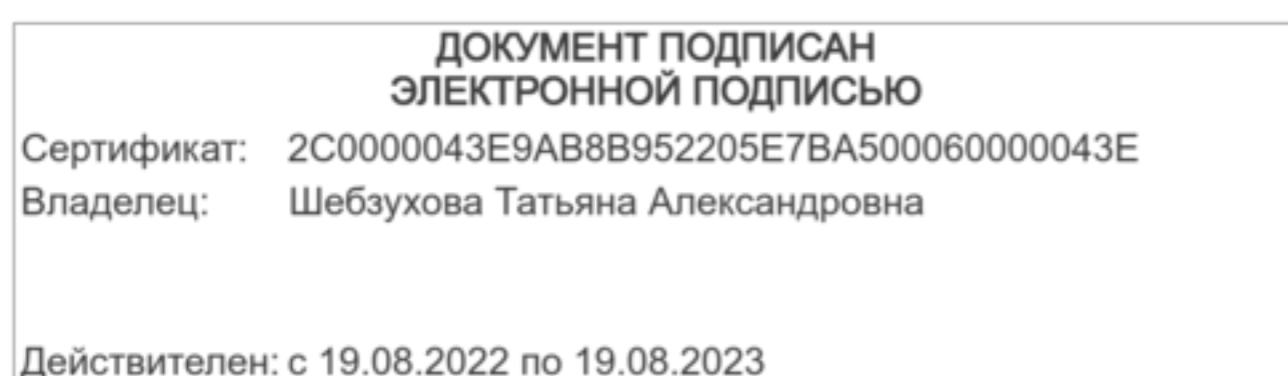 ДОКУМЕНТ ПОДПИСАН
ЭЛЕКТРОННОЙ ПОДПИСЬЮ
Сертификат: 2C0000043E9AB8B952205E7BA500060000043E
Владелец: Шебзухова Татьяна Александровна
Действителен: с 19.08.2022 по 19.08.2023